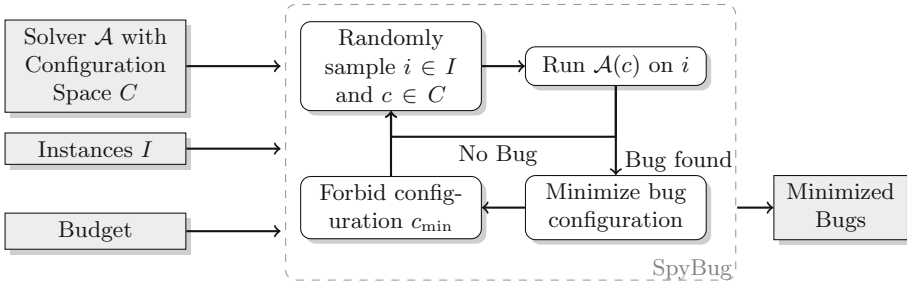 Solver 𝒜 with
Configuration
Space C
Instances I
Budget
Randomly
sample i ∈ I
and c ∈ C
Run 𝒜(c) on i
No Bug
Bug found
Forbid config-
uration c_min
Minimize bug
configuration
SpyBug
Minimized
Bugs